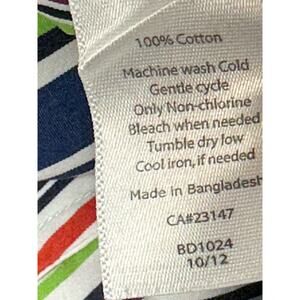 100% Cotton
Machine wash Cold
Gentle cycle
Only Non-chlorine
Bleach when needed
Tumble dry low
Cool iron, if needed
Made in Bangladesh
CA#23147
BD1024
10/12